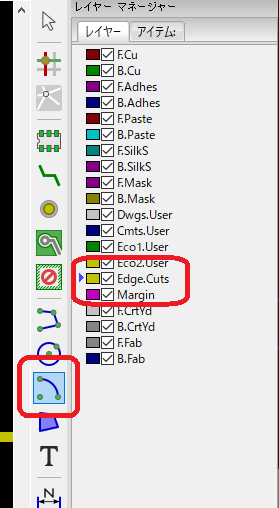 レイヤー マネージャー
レイヤー
アイテム:
F.Cu
B.Cu
F.Adhes
B.Adhes
F.Paste
B.Paste
F.SilkS
B.SilkS
F.Mask
B.Mask
Dwgs.User
Cmts.User
Eco1.User
Eco2.User
Edge.Cuts
Margin
F.CrtYd
B.CrtYd
F.Fab
B.Fab
T
N